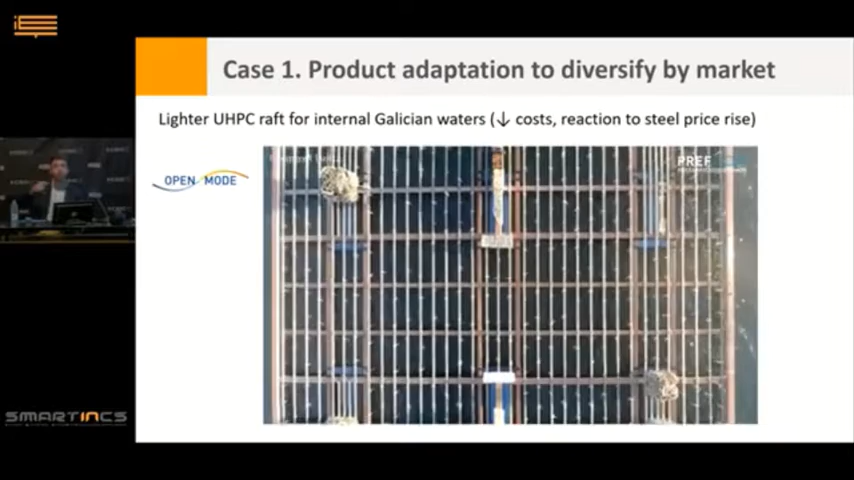 Case 1. Product adaptation to diversify by market
Lighter UHPC raft for internal Galician waters (↓ costs, reaction to steel price rise)
OPEN MODE
PREF
SMARTINCS